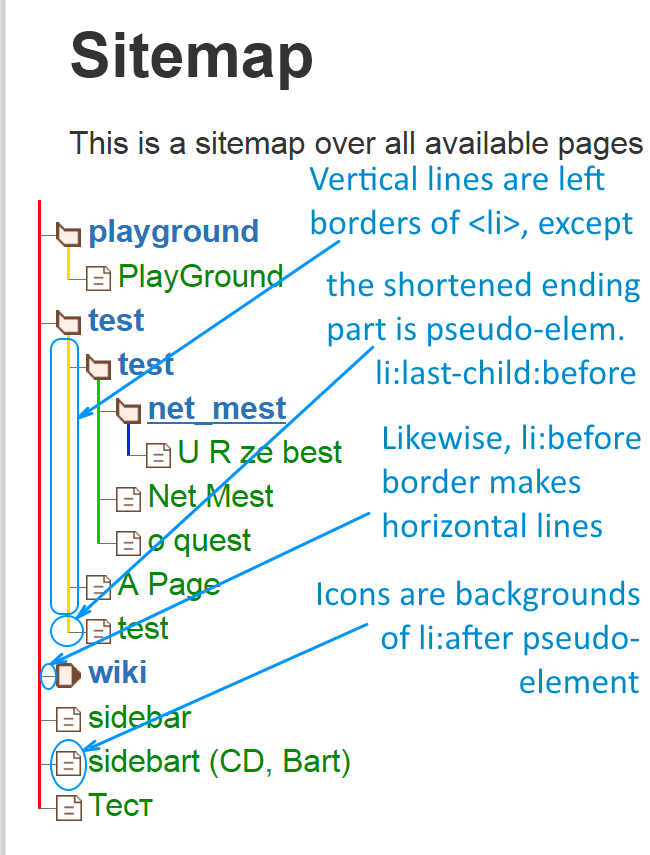 Sitemap
This is a sitemap over all available pages
Vertical lines are left
borders of <li>, except
the shortened ending
part is pseudo-elem.
li:last-child:before
Likewise, li:before
border makes
horizontal lines
Icons are backgrounds
of li:after pseudo-
element
playground
PlayGround
test
test
net_mest
U R ze best
Net Mest
o quest
A Page
test
wiki
sidebar
sidebart (CD, Bart)
Тест